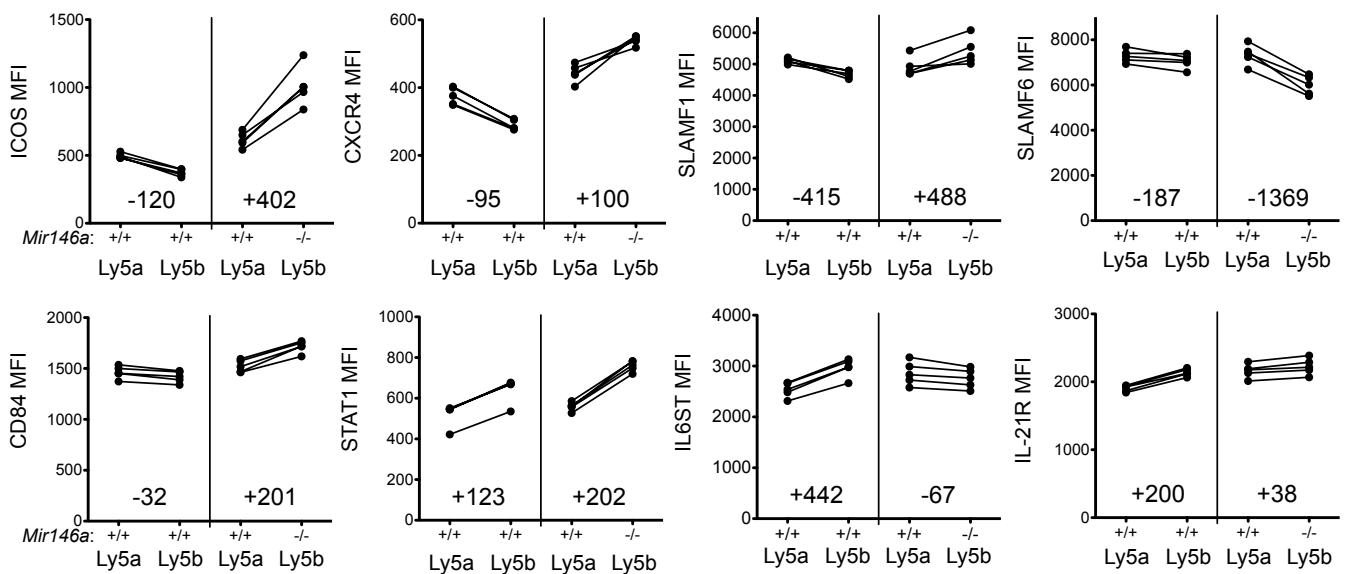 ICOS MFI
1500
1000
500
0
-120
+402
Mir146a: +/+ +/+ +/+ -/-
Ly5a Ly5b Ly5a Ly5b
CXCR4 MFI
600
400
200
0
-95
+100
+/+ +/+ +/+ -/-
Ly5a Ly5b Ly5a Ly5b
SLAMF1 MFI
6000
5000
4000
3000
2000
1000
0
-415
+488
+/+ +/+ +/+ -/-
Ly5a Ly5b Ly5a Ly5b
SLAMF6 MFI
8000
6000
4000
2000
0
-187
-1369
+/+ +/+ +/+ -/-
Ly5a Ly5b Ly5a Ly5b
CD84 MFI
2000
1500
1000
500
0
-32
+201
Mir146a: +/+ +/+ +/+ -/-
Ly5a Ly5b Ly5a Ly5b
STAT1 MFI
1000
800
600
400
200
0
+123
+202
+/+ +/+ +/+ -/-
Ly5a Ly5b Ly5a Ly5b
IL6ST MFI
4000
3000
2000
1000
0
+442
-67
+/+ +/+ +/+ -/-
Ly5a Ly5b Ly5a Ly5b
IL-21R MFI
3000
2000
1000
0
+200
+38
+/+ +/+ +/+ -/-
Ly5a Ly5b Ly5a Ly5b